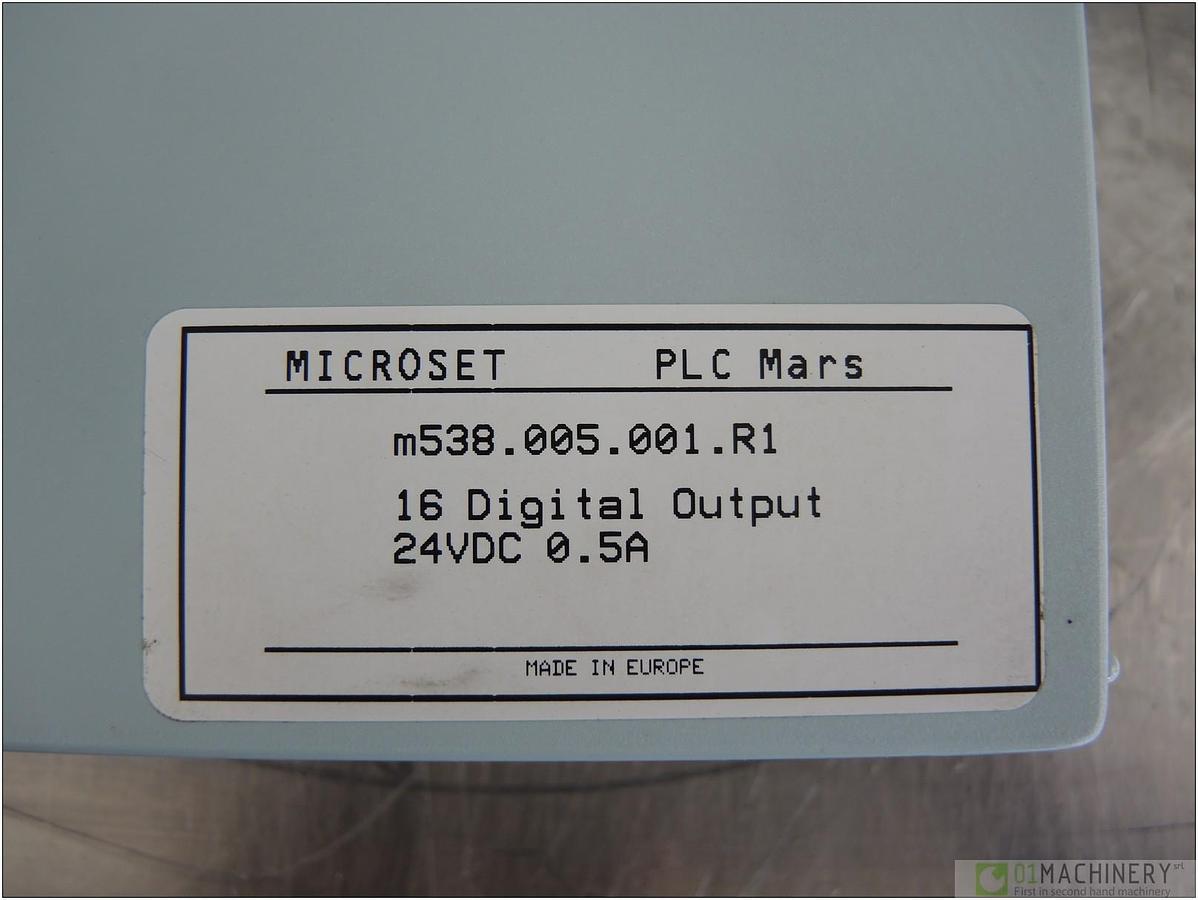 MICROSET PLC Mars
m538.005.001.R1
16 Digital Output
24VDC 0.5A
MADE IN EUROPE
01MACHINERY srl
First in second hand machinery